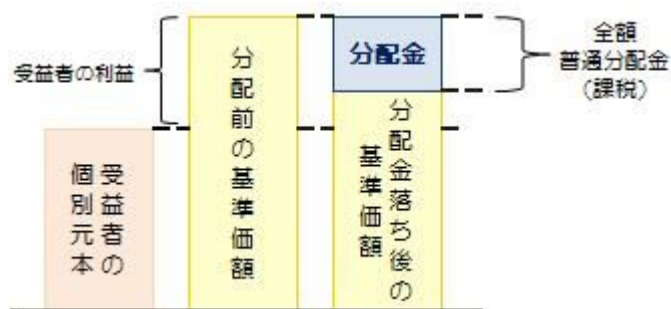 受益者の利益
受益者の
個別元本
分配前の基準価額
分配金
分配金落ち後の
基準価額
全額
普通分配金
(課税)